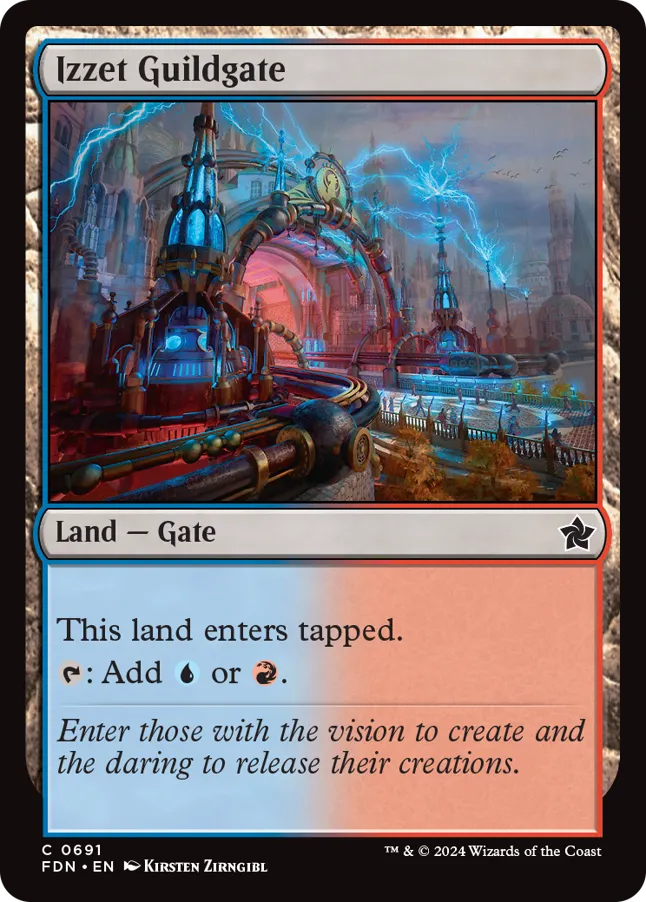 Izzet Guildgate
Land — Gate
This land enters tapped.
: Add or .
Enter those with the vision to create and
the daring to release their creations.
C 0691
FDN • EN Kirsten Zirngibl
™ & © 2024 Wizards of the Coast